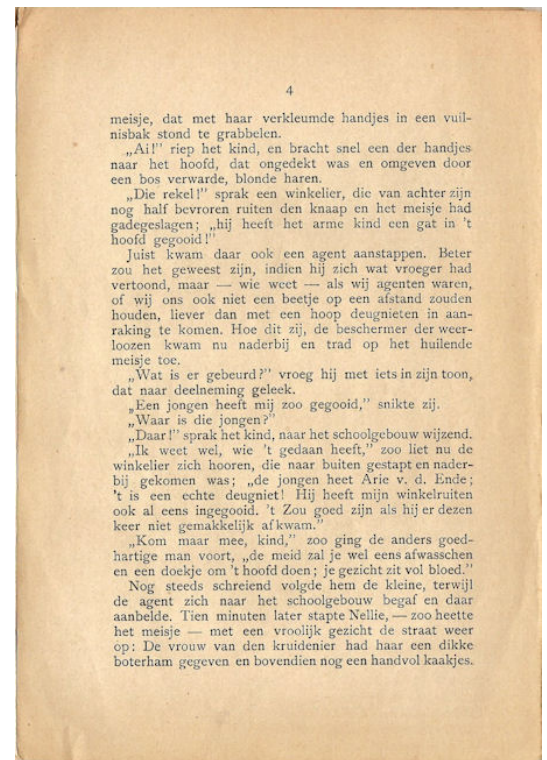 4
meisje, dat met haar verkleumde handjes in een vuil-
nisbak stond te grabbelen.
„Ai!” riep het kind, en bracht snel een der handjes
naar het hoofd, dat ongedekt was en omgeven door
een bos verwarde, blonde haren.
„Die rekel!” sprak een winkelier, die van achter zijn
nog half bevroren ruiten den knaap en het meisje had
gadegeslagen; „hij heeft het arme kind een gat in 't
hoofd gegooid!”
Juist kwam daar ook een agent aanstappen. Beter
zou het geweest zijn, indien hij zich wat vroeger had
vertoond, maar — wie weet — als wij agenten waren,
of wij ons ook niet een beetje op een afstand zouden
houden, liever dan met een hoop deugnieten in aan-
raking te komen. Hoe dit zij, de beschermer der weer-
loozen kwam nu naderbij en trad op het huilende
meisje toe.
„Wat is er gebeurd?” vroeg hij met iets in zijn toon,
dat naar deelneming geleek.
„Een jongen heeft mij zoo gegooid,” snikte zij.
„Waar is die jongen?”
„Daar!” sprak het kind, naar het schoolgebouw wijzend.
„Ik weet wel, wie 't gedaan heeft,” zoo liet nu de
winkelier zich hooren, die naar buiten gestapt en nader-
bij gekomen was; „de jongen heet Arie v. d. Ende;
't is een echte deugniet! Hij heeft mijn winkelruiten
ook al eens ingegooid. 't Zou goed zijn als hij er dezen
keer niet gemakkelijk af kwam.”
„Kom maar mee, kind,” zoo ging de anders goed-
hartige man voort, „de meid zal je wel eens afwasschen
en een doekje om 't hoofd doen; je gezicht zit vol bloed.”
Nog steeds schreiend volgde hem de kleine, terwijl
de agent zich naar het schoolgebouw begaf en daar
aanbelde. Tien minuten later stapte Nellie, — zoo heette
het meisje — met een vroolijk gezicht de straat weer
op: De vrouw van den kruidenier had haar een dikke
boterham gegeven en bovendien nog een handvol kaakjes.